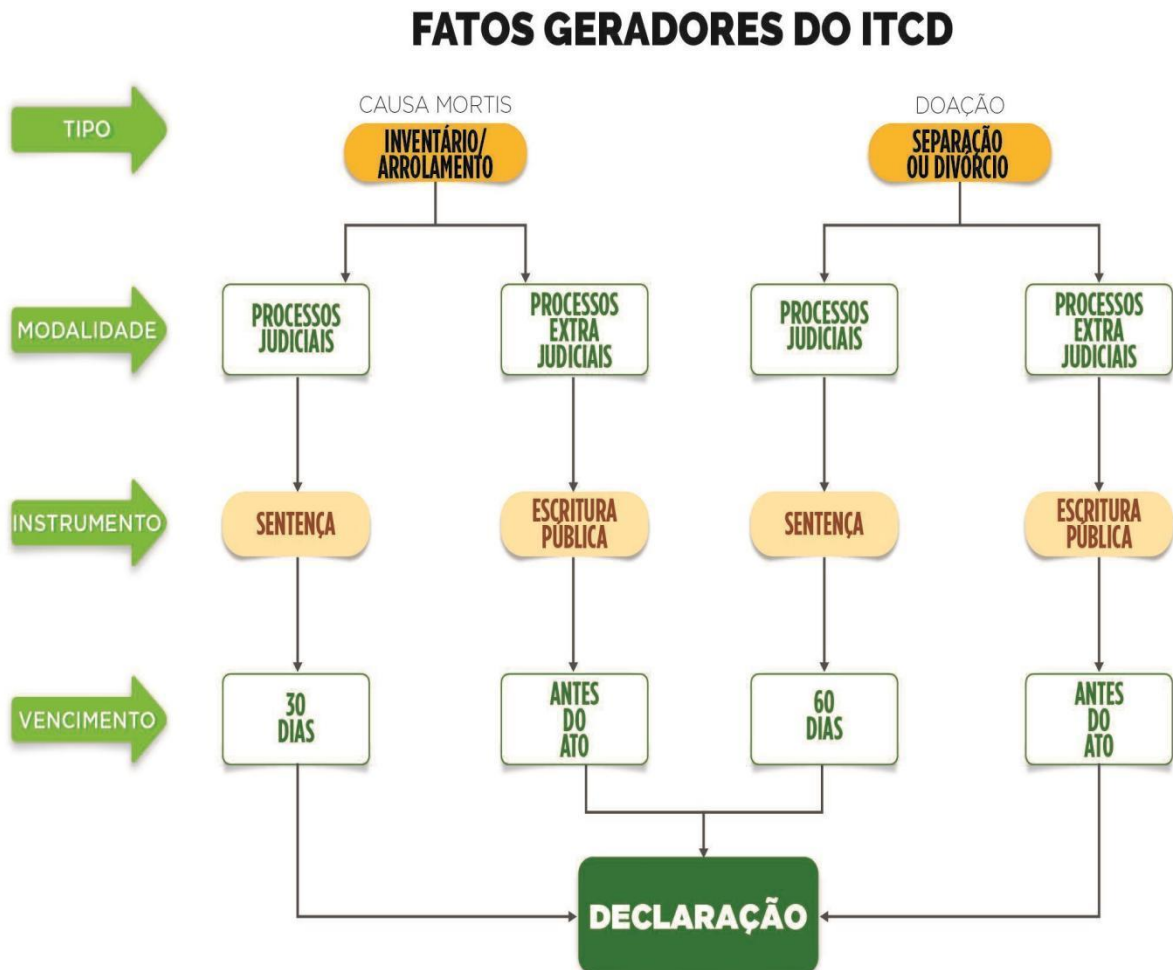 FATOS GERADORES DO ITCD
TIPO
CAUSA MORTIS
INVENTÁRIO/
ARROLAMENTO
DOAÇÃO
SEPARAÇÃO
OU DIVÓRCIO
MODALIDADE
PROCESSOS
JUDICIAIS
PROCESSOS
EXTRA
JUDICIAIS
PROCESSOS
JUDICIAIS
PROCESSOS
EXTRA
JUDICIAIS
INSTRUMENTO
SENTENÇA
ESCRITURA
PÚBLICA
SENTENÇA
ESCRITURA
PÚBLICA
VENCIMENTO
30
DIAS
ANTES
DO
ATO
60
DIAS
ANTES
DO
ATO
DECLARAÇÃO